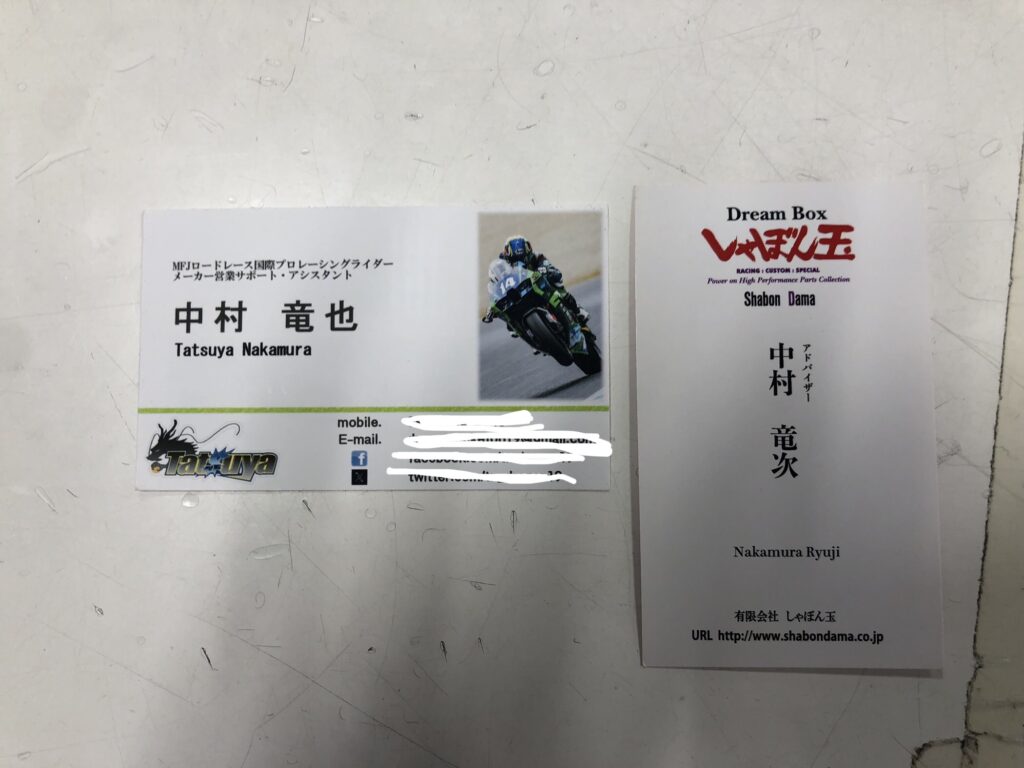 MFJロードレース国際プロレーシングライダー
メーカー営業サポート・アシスタント
中村 竜也
Tatsuya Nakamura
14
Tatsuya
mobile.
E-mail.
Dream Box
しゃぼん玉
RACING : CUSTOM : SPECIAL
Power on High Performance Parts Collection
Shabon Dama
アドバイザー
中村 竜次
Nakamura Ryuji
有限会社 しゃぼん玉
URL http://www.shabondama.co.jp